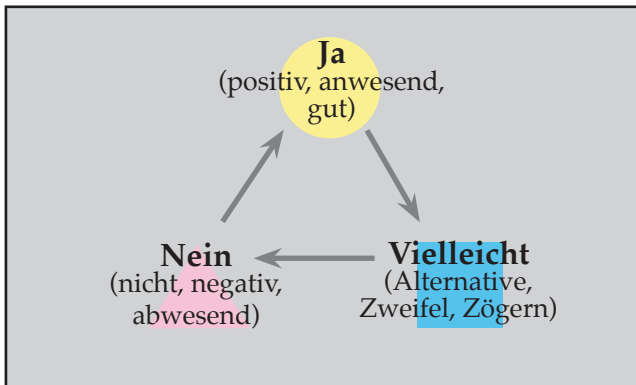 Ja
(positiv, anwesend,
gut)
Nein
(nicht, negativ,
abwesend)
Vielleicht
(Alternative,
Zweifel, Zögern)